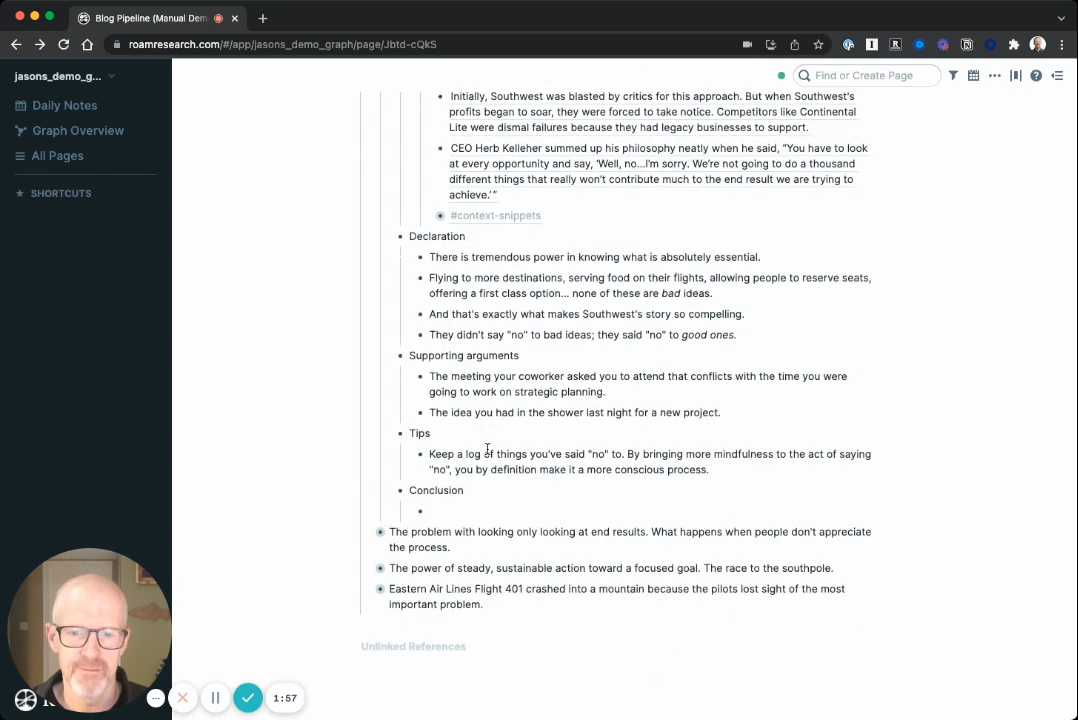 Blog Pipeline (Manual Dem
roamresearch.com/#/app/jasons_demo_graph/page/Jbtd-cQkS
jasons_demo_g...
Find or Create Page
Daily Notes
Graph Overview
All Pages
SHORTCUTS
Initially, Southwest was blasted by critics for this approach. But when Southwest's
profits began to soar, they were forced to take notice. Competitors like Continental
Lite were dismal failures because they had legacy businesses to support.
CEO Herb Kelleher summed up his philosophy neatly when he said, “You have to look
at every opportunity and say, ‘Well, no…I’m sorry. We’re not going to do a thousand
different things that really won’t contribute much to the end result we are trying to
achieve.’”
#context-snippets
Declaration
There is tremendous power in knowing what is absolutely essential.
Flying to more destinations, serving food on their flights, allowing people to reserve seats,
offering a first class option... none of these are bad ideas.
And that's exactly what makes Southwest's story so compelling.
They didn't say "no" to bad ideas; they said "no" to good ones.
Supporting arguments
The meeting your coworker asked you to attend that conflicts with the time you were
going to work on strategic planning.
The idea you had in the shower last night for a new project.
Tips
Keep a log of things you've said "no" to. By bringing more mindfulness to the act of saying
"no", you by definition make it a more conscious process.
Conclusion
The problem with looking only looking at end results. What happens when people don't appreciate
the process.
The power of steady, sustainable action toward a focused goal. The race to the southpole.
Eastern Air Lines Flight 401 crashed into a mountain because the pilots lost sight of the most
important problem.
Unlinked References
1:57